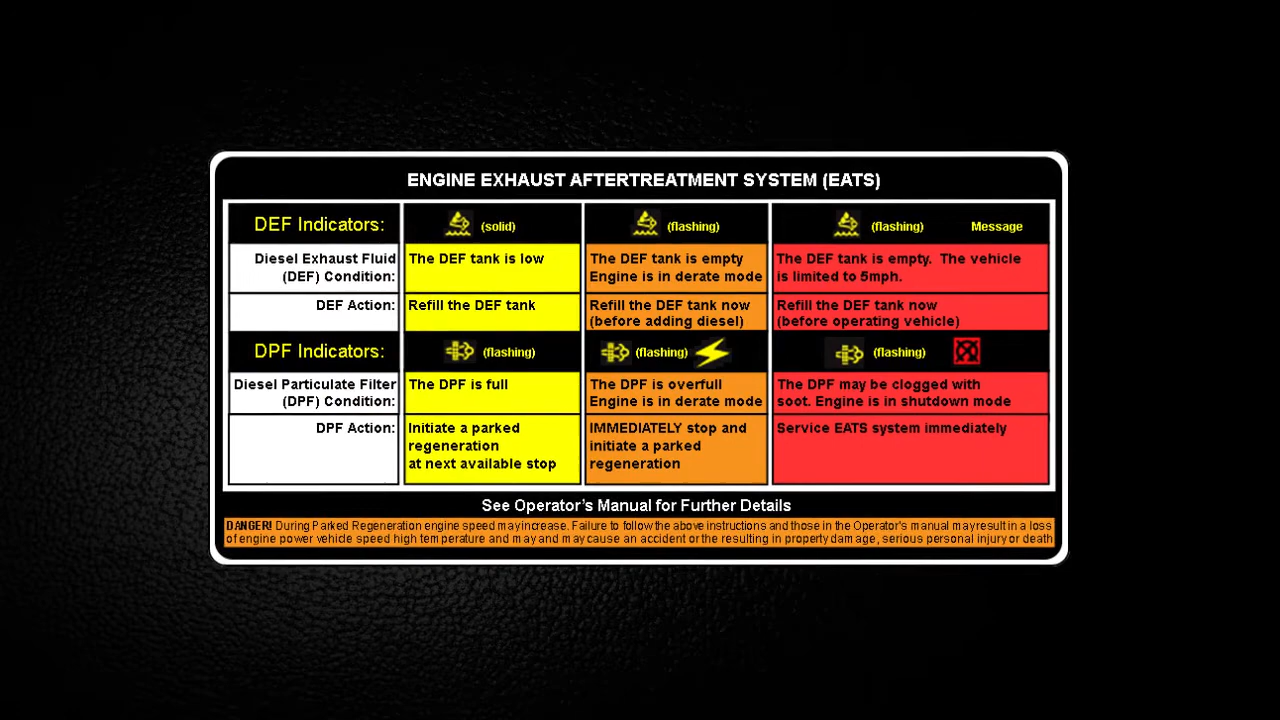 ENGINE EXHAUST AFTERTREATMENT SYSTEM (EATS)
DEF Indicators: (solid) (flashing) (flashing) Message
Diesel Exhaust Fluid The DEF tank is low The DEF tank is empty The DEF tank is empty. The vehicle
(DEF) Condition: Engine is in derate mode is limited to 5mph.
DEF Action: Refill the DEF tank Refill the DEF tank now Refill the DEF tank now
(before adding diesel) (before operating vehicle)
DPF Indicators: (flashing) (flashing) (flashing)
Diesel Particulate Filter The DPF is full The DPF is overfull The DPF may be clogged with
(DPF) Condition: Engine is in derate mode soot. Engine is in shutdown mode
DPF Action: Initiate a parked IMMEDIATELY stop and Service EATS system immediately
regeneration initiate a parked
at next available stop regeneration
See Operator's Manual for Further Details
DANGER! During Parked Regeneration engine speed may increase. Failure to follow the above instructions and those in the Operator's manual may result in a loss
of engine power vehicle speed high temperature and may and may cause an accident or the resulting in property damage, serious personal injury or death